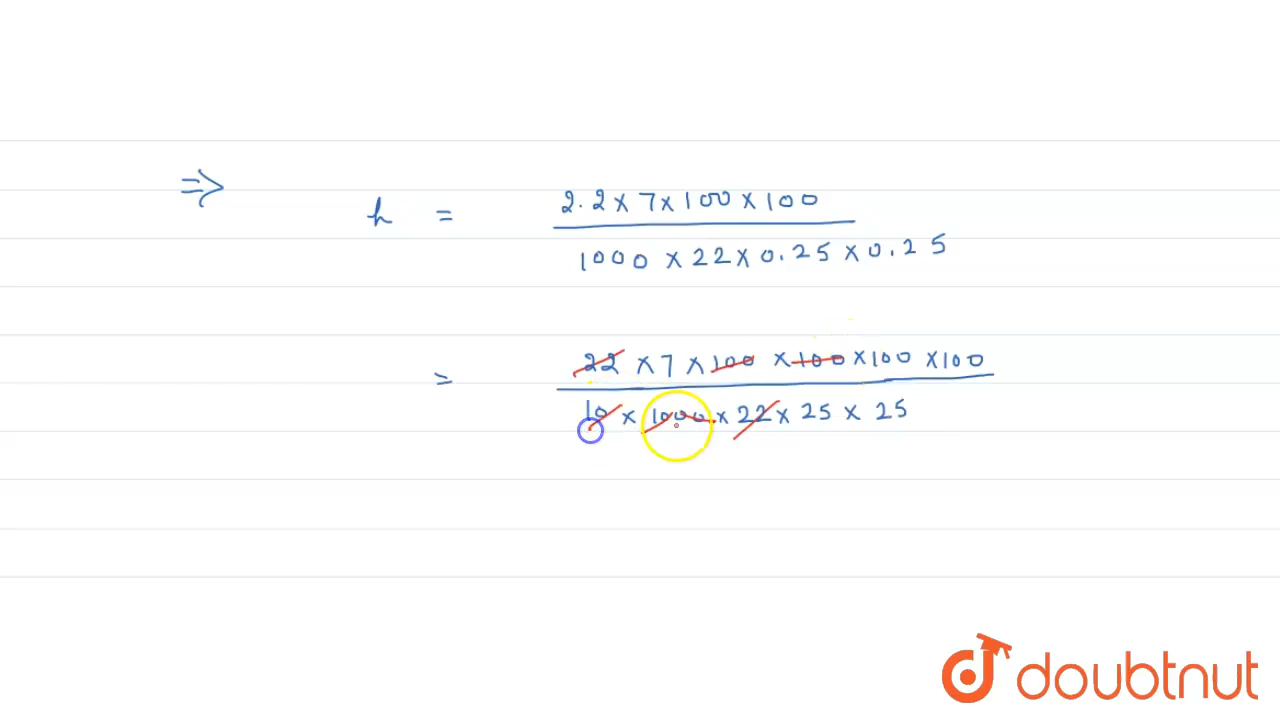 ⇒
h = 2.2 x 7 x 100 x 100
1000 x 22 x 0.25 x 0.25
= 22 x 7 x 100 x 100 x 100 x 100
10 x 1000 x 22 x 25 x 25
doubtnut